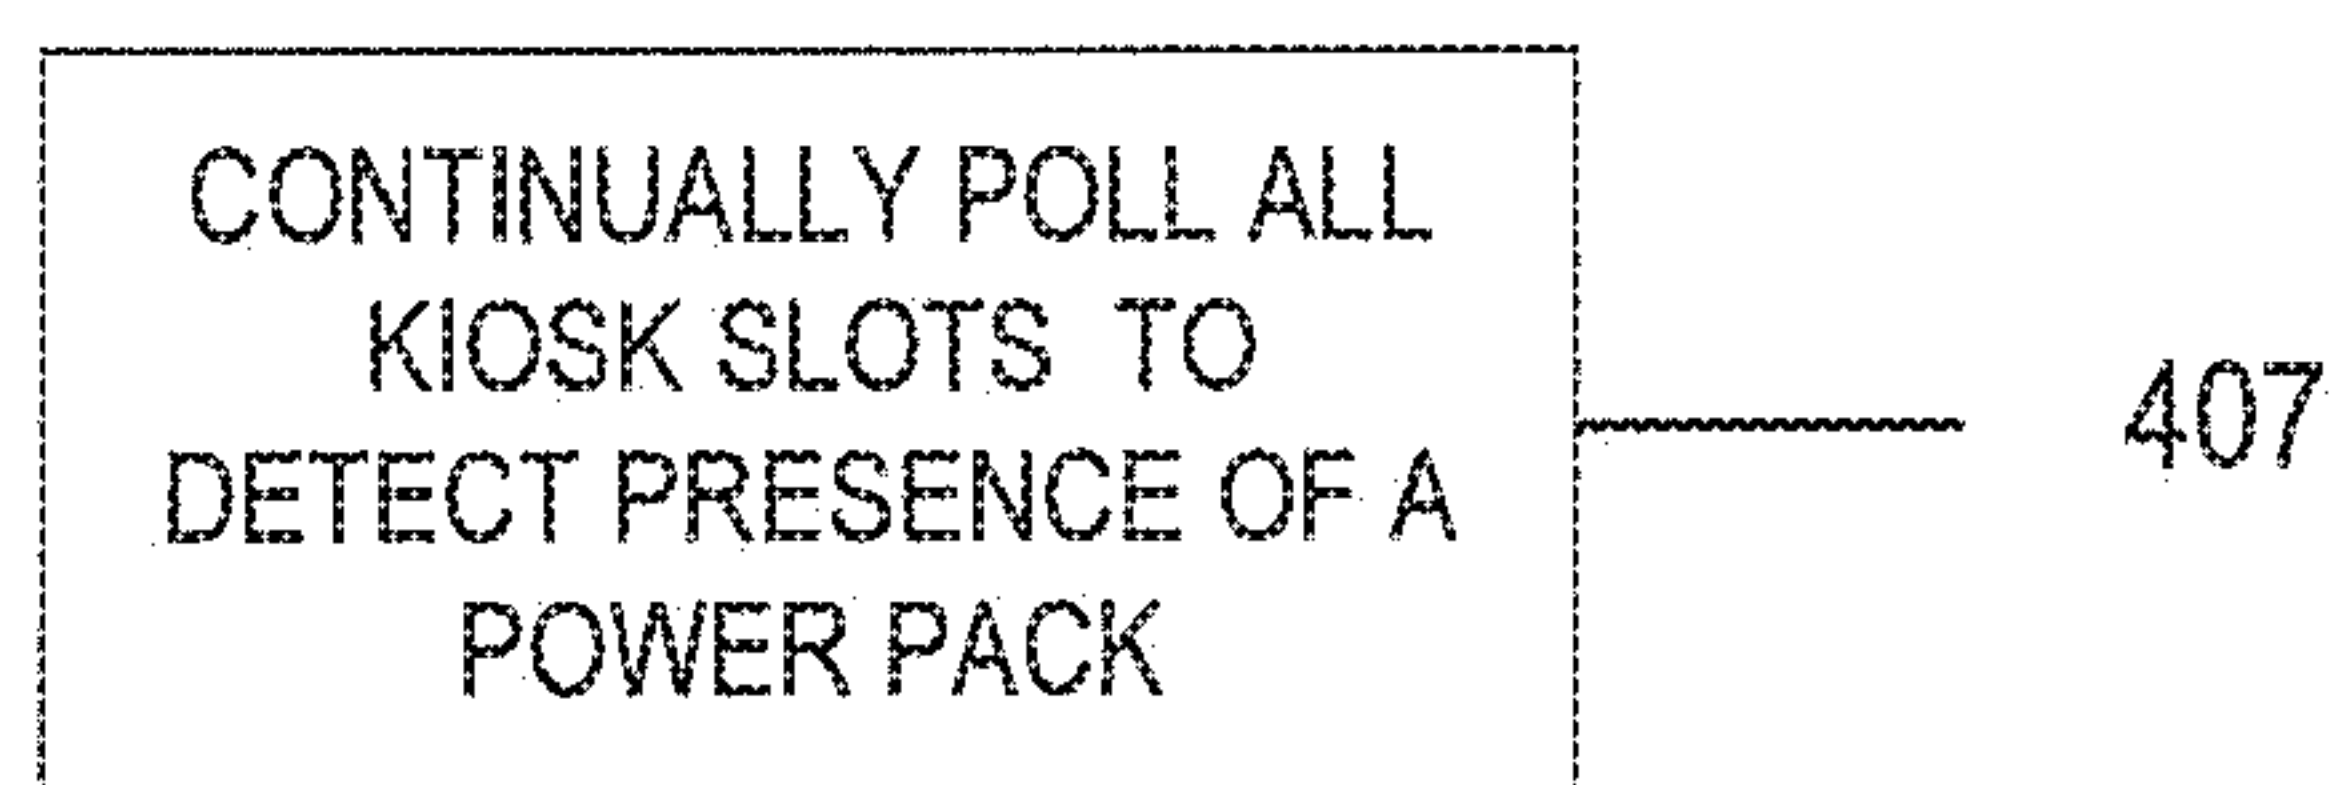 CONTINUALLY POLL ALL
KIOSK SLOTS TO
DETECT PRESENCE OF A
POWER PACK
407